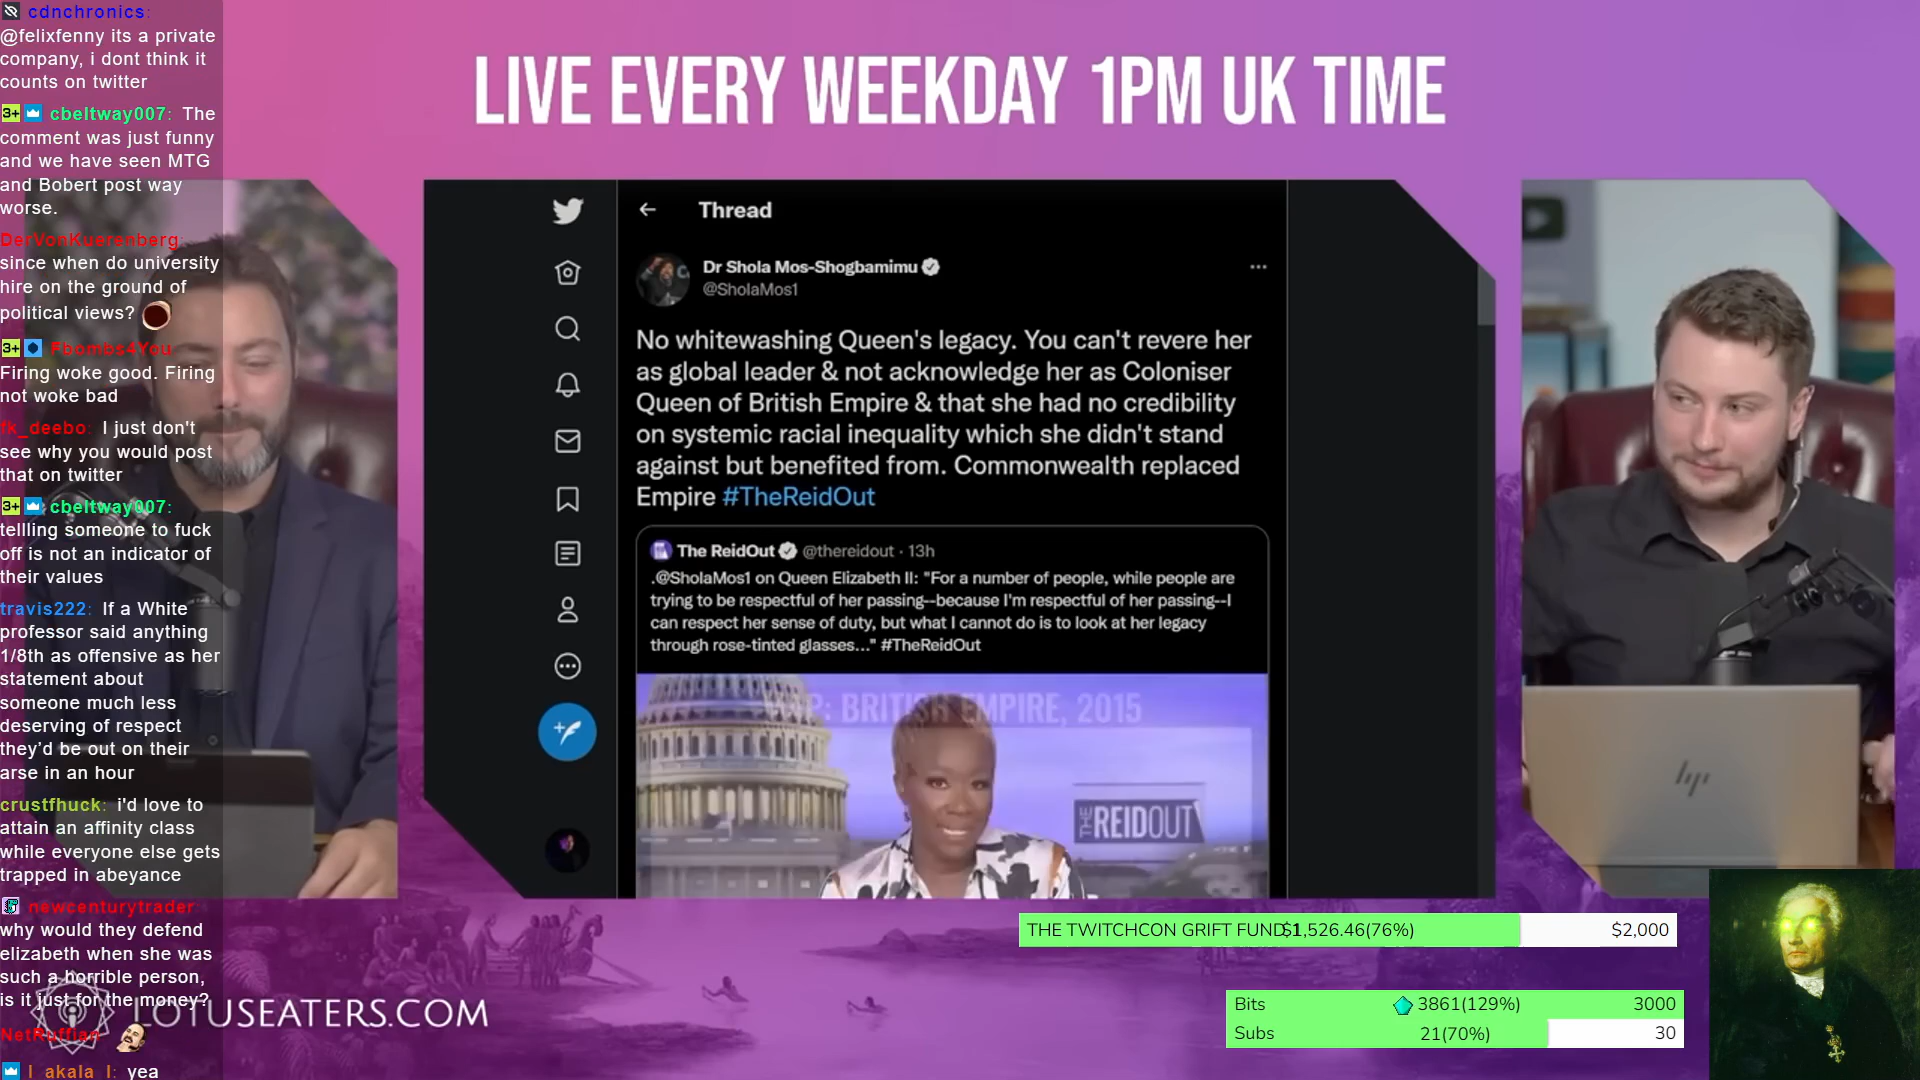 cdnchronics:
@felixfenny its a private
company, i dont think it
counts on twitter
3+ cbeltway007: The
comment was just funny
and we have seen MTG
and Bobert post way
worse.
DerVonKuerenberg:
since when do university
hire on the ground of
political views?
3+ Fbombs4You
Firing woke good. Firing
not woke bad
fk_deebo: I just don't
see why you would post
that on twitter
3+ cbeltway007:
tellling someone to fuck
off is not an indicator of
their values
travis222: If a White
professor said anything
1/8th as offensive as her
statement about
someone much less
deserving of respect
they'd be out on their
arse in an hour
crustfhuck: i'd love to
attain an affinity class
while everyone else gets
trapped in abeyance
newcenturytrader
why would they defend
elizabeth when she was
such a horrible person,
is it just for the money?
NetRuffian
l_akala_l: yea
LIVE EVERY WEEKDAY 1PM UK TIME
Thread
Dr Shola Mos-Shogbamimu
@SholaMos1
No whitewashing Queen's legacy. You can't revere her
as global leader & not acknowledge her as Coloniser
Queen of British Empire & that she had no credibility
on systemic racial inequality which she didn't stand
against but benefited from. Commonwealth replaced
Empire #TheReidOut
The ReidOut @thereidout · 13h
.@SholaMos1 on Queen Elizabeth II: "For a number of people, while people are
trying to be respectful of her passing--because I'm respectful of her passing--I
can respect her sense of duty, but what I cannot do is to look at her legacy
through rose-tinted glasses..." #TheReidOut
: BRITISH EMPIRE, 2015
THE REIDOUT
hp
LOTUSEATERS.COM
THE TWITCHCON GRIFT FUND $1,526.46(76%) $2,000
Bits 3861(129%) 3000
Subs 21(70%) 30